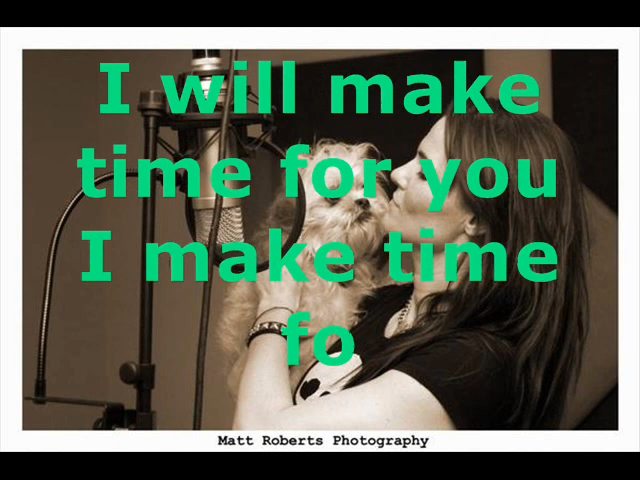 I will make
time for you
I make time
fo
Matt Roberts Photography